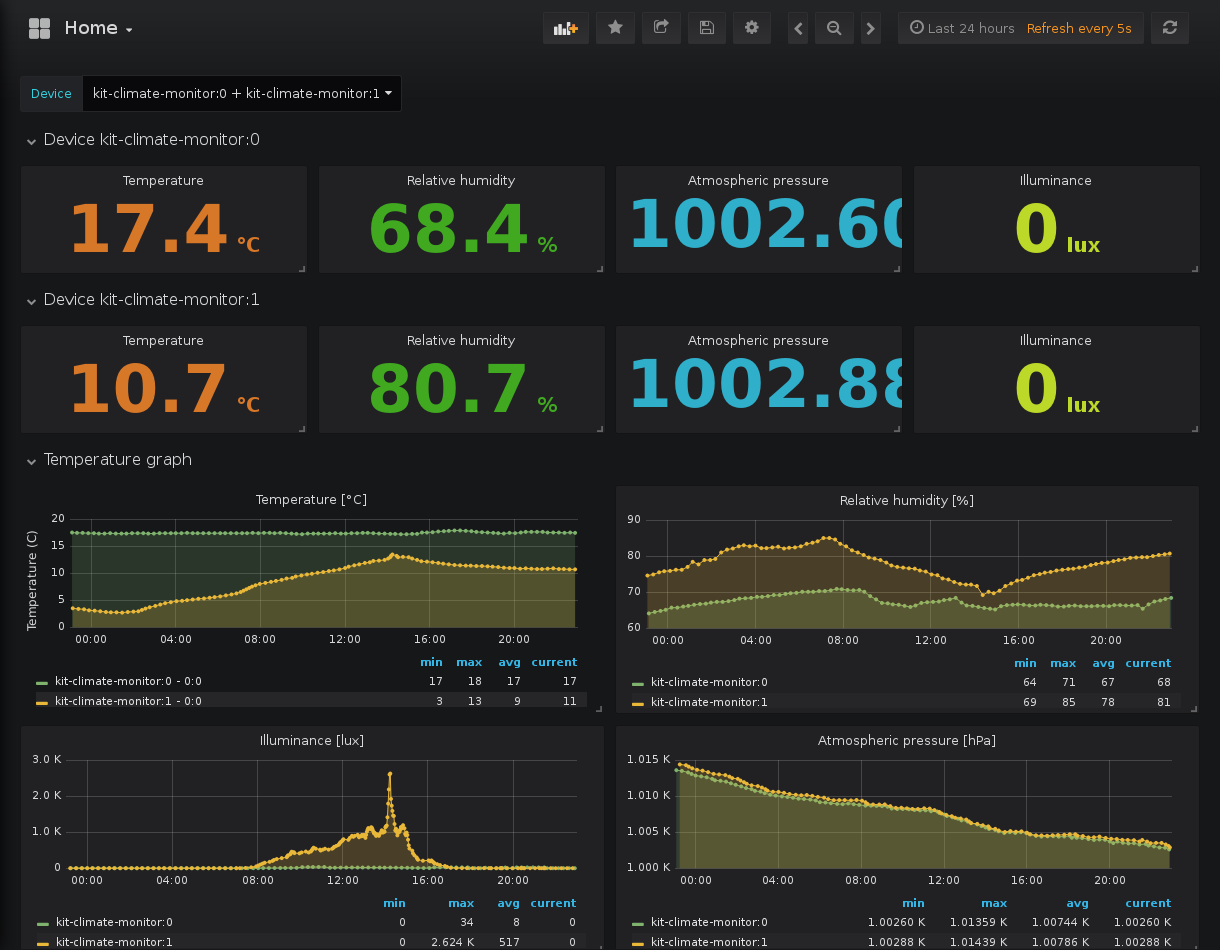 Home
Last 24 hours Refresh every 5s
Device kit-climate-monitor:0 + kit-climate-monitor:1
Device kit-climate-monitor:0
Temperature Relative humidity Atmospheric pressure Illuminance
17.4 °C 68.4 % 1002.60 0 lux
Device kit-climate-monitor:1
Temperature Relative humidity Atmospheric pressure Illuminance
10.7 °C 80.7 % 1002.88 0 lux
Temperature graph
Temperature [°C]
Temperature (C)
20
15
10
5
0
00:00 04:00 08:00 12:00 16:00 20:00
min max avg current
kit-climate-monitor:0 - 0:0 17 18 17 17
kit-climate-monitor:1 - 0:0 3 13 9 11
Relative humidity [%]
90
80
70
60
00:00 04:00 08:00 12:00 16:00 20:00
min max avg current
kit-climate-monitor:0 64 71 67 68
kit-climate-monitor:1 69 85 78 81
Illuminance [lux]
3.0 K
2.0 K
1.0 K
0
00:00 04:00 08:00 12:00 16:00 20:00
min max avg current
kit-climate-monitor:0 0 34 8 0
kit-climate-monitor:1 0 2.624 K 517 0
Atmospheric pressure [hPa]
1.015 K
1.010 K
1.005 K
1.000 K
00:00 04:00 08:00 12:00 16:00 20:00
min max avg current
kit-climate-monitor:0 1.00260 K 1.01359 K 1.00744 K 1.00260 K
kit-climate-monitor:1 1.00288 K 1.01439 K 1.00786 K 1.00288 K